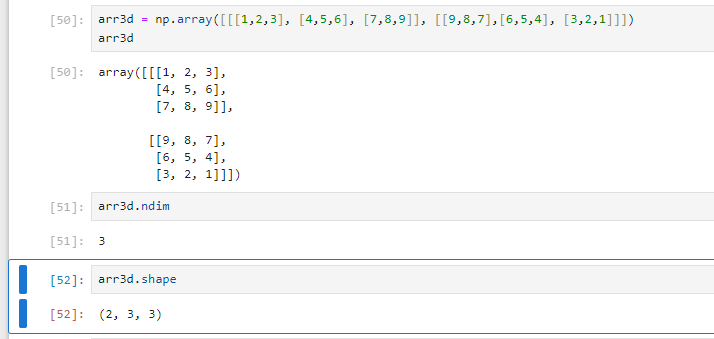 [50]: arr3d = np.array([[[1,2,3], [4,5,6], [7,8,9]], [[9,8,7],[6,5,4], [3,2,1]]])
arr3d
[50]: array([[[1, 2, 3],
[4, 5, 6],
[7, 8, 9]],
[[9, 8, 7],
[6, 5, 4],
[3, 2, 1]]])
[51]: arr3d.ndim
[51]: 3
[52]: arr3d.shape
[52]: (2, 3, 3)